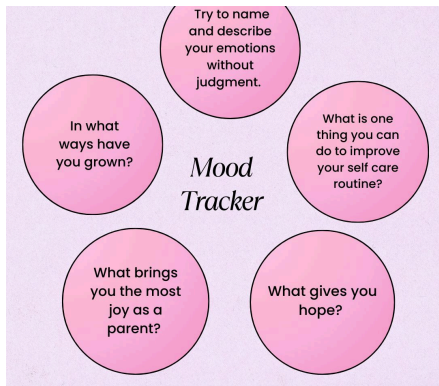 Try to name
and describe
your emotions
without
judgment.
In what
ways have
you grown?
What is one
thing you can
do to improve
your self care
routine?
Mood
Tracker
What brings
you the most
joy as a
parent?
What gives you
hope?